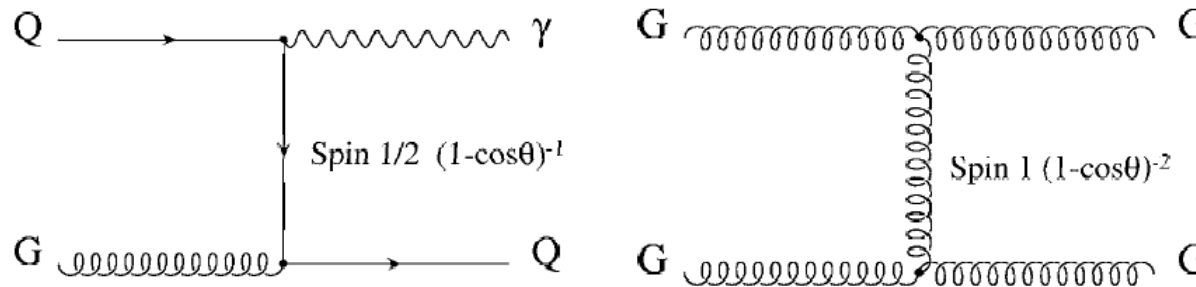 Q γ
Spin 1/2 (1-cosθ)-1
G Q
G
Spin 1 (1-cosθ)-2
G